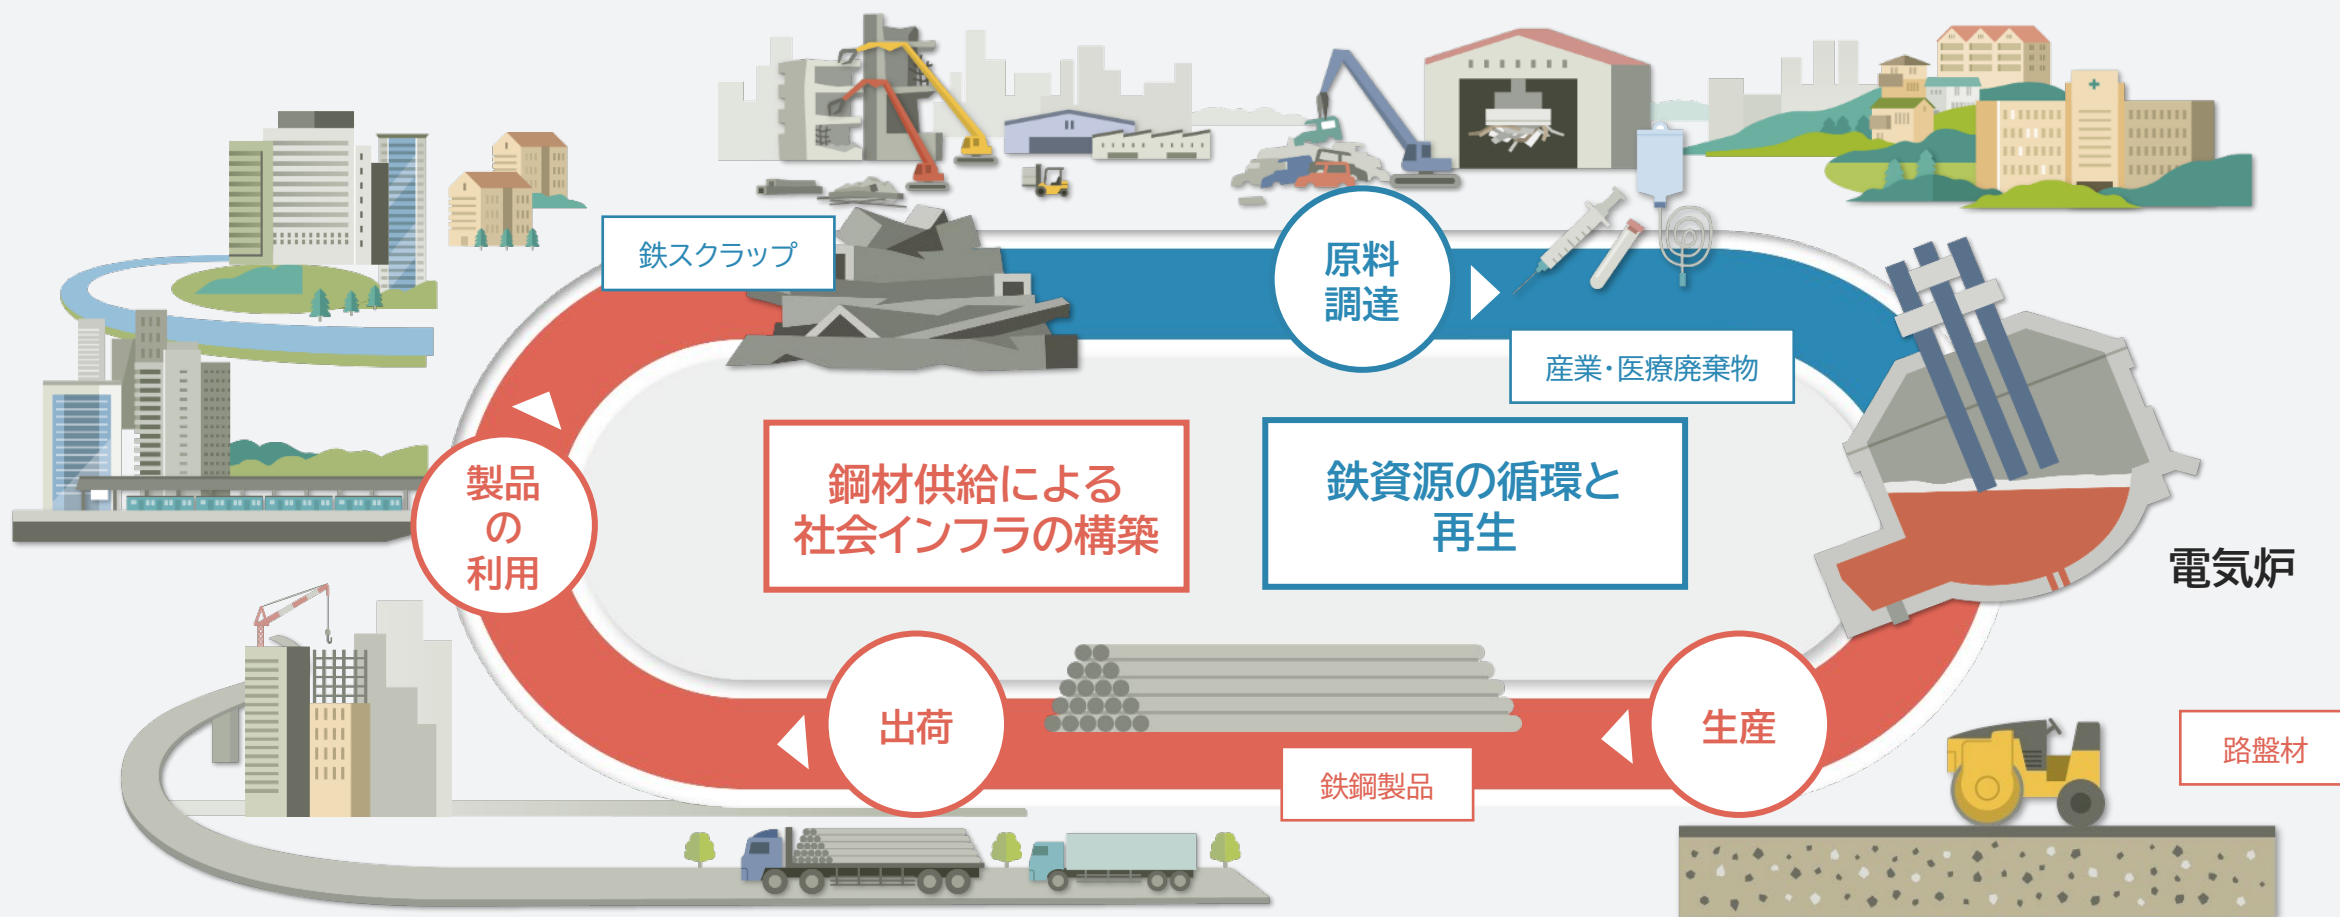 鉄スクラップ
原料
調達
産業・医療廃棄物
鋼材供給による
社会インフラの構築
鉄資源の循環と
再生
製品
の
利用
電気炉
出荷
生産
鉄鋼製品
路盤材